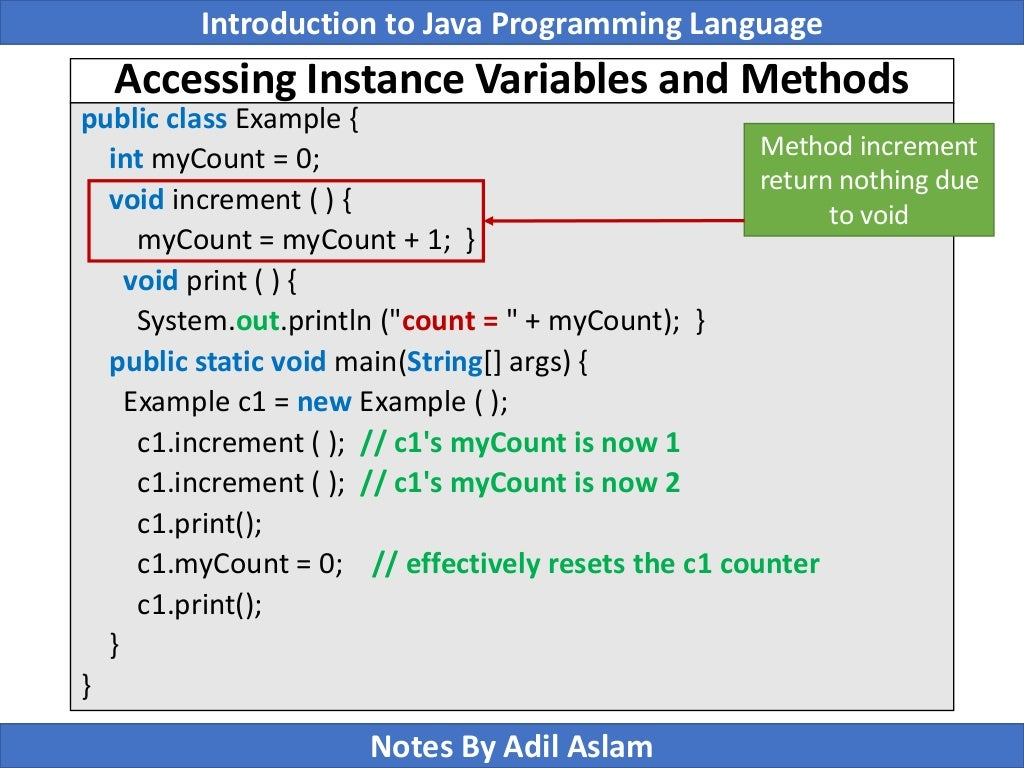 Introduction to Java Programming Language
Accessing Instance Variables and Methods
public class Example {
int myCount = 0;
void increment ( ) {
myCount = myCount + 1;  }
void print ( ) {
System.out.println ("count = " + myCount);  }
public static void main(String[] args) {
Example c1 = new Example ( );
c1.increment ( );  // c1's myCount is now 1
c1.increment ( );  // c1's myCount is now 2
c1.print();
c1.myCount = 0;    // effectively resets the c1 counter
c1.print();
}
}
Method increment
return nothing due
to void
Notes By Adil Aslam